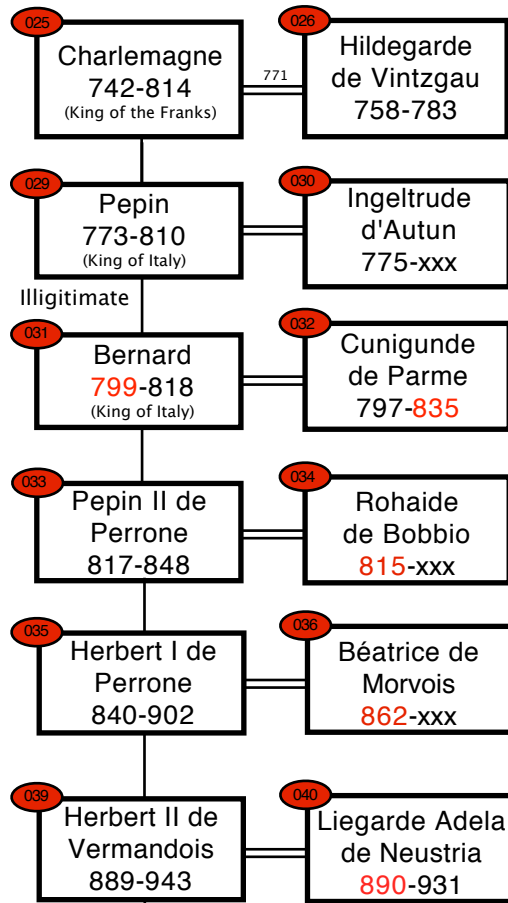 025
Charlemagne
742-814
(King of the Franks)
771
026
Hildegarde
de Vintzgau
758-783
029
Pepin
773-810
(King of Italy)
030
Ingeltrude
d'Autun
775-xxx
Illigitimate
031
Bernard
799-818
(King of Italy)
032
Cunigunde
de Parme
797-835
033
Pepin II de
Perrone
817-848
034
Rohaide
de Bobbio
815-xxx
035
Herbert I de
Perrone
840-902
036
Béatrice de
Morvois
862-xxx
039
Herbert II de
Vermandois
889-943
040
Liegarde Adela
de Neustria
890-931